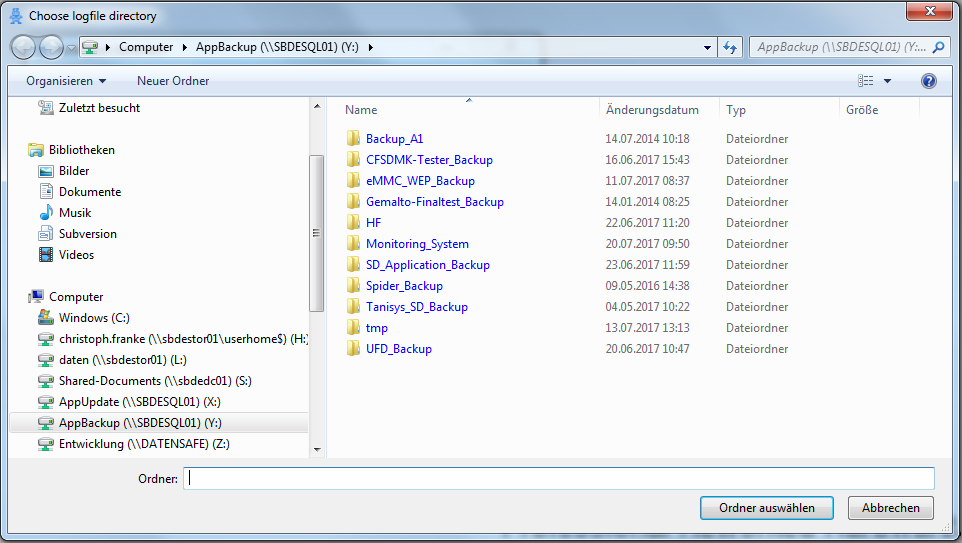 Choose logfile directory
Computer AppBackup (\\SBDESQL01) (Y:)
AppBackup (\\SBDESQL01) (Y:...
Organisieren Neuer Ordner
Zuletzt besucht
Bibliotheken
Bilder
Dokumente
Musik
Subversion
Videos
Computer
Windows (C:)
christoph.franke (\\sbdestor01\userhome$) (H:)
daten (\\sbdestor01) (L:)
Shared-Documents (\\sbdedc01) (S:)
AppUpdate (\\SBDESQL01) (X:)
AppBackup (\\SBDESQL01) (Y:)
Entwicklung (\\DATENSAFE) (Z:)
Name Änderungsdatum Typ Größe
Backup_A1 14.07.2014 10:18 Dateiordner
CFSDMK-Tester_Backup 16.06.2017 15:43 Dateiordner
eMMC_WEP_Backup 11.07.2017 08:37 Dateiordner
Gemalto-Finaltest_Backup 14.01.2014 08:25 Dateiordner
HF 22.06.2017 11:20 Dateiordner
Monitoring_System 20.07.2017 09:50 Dateiordner
SD_Application_Backup 23.06.2017 11:59 Dateiordner
Spider_Backup 09.05.2016 14:38 Dateiordner
Tanisys_SD_Backup 04.05.2017 10:22 Dateiordner
tmp 13.07.2017 13:13 Dateiordner
UFD_Backup 20.06.2017 10:47 Dateiordner
Ordner:
Ordner auswählen Abbrechen